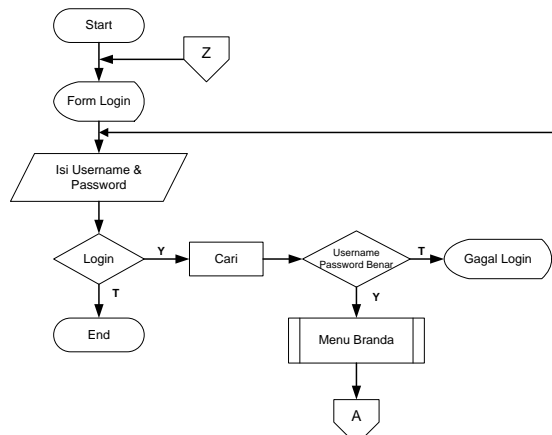 Start
Z
Form Login
Isi Username &
Password
Login
Y
Cari
Username
Password Benar
T
Gagal Login
T
Y
End
Menu Branda
A